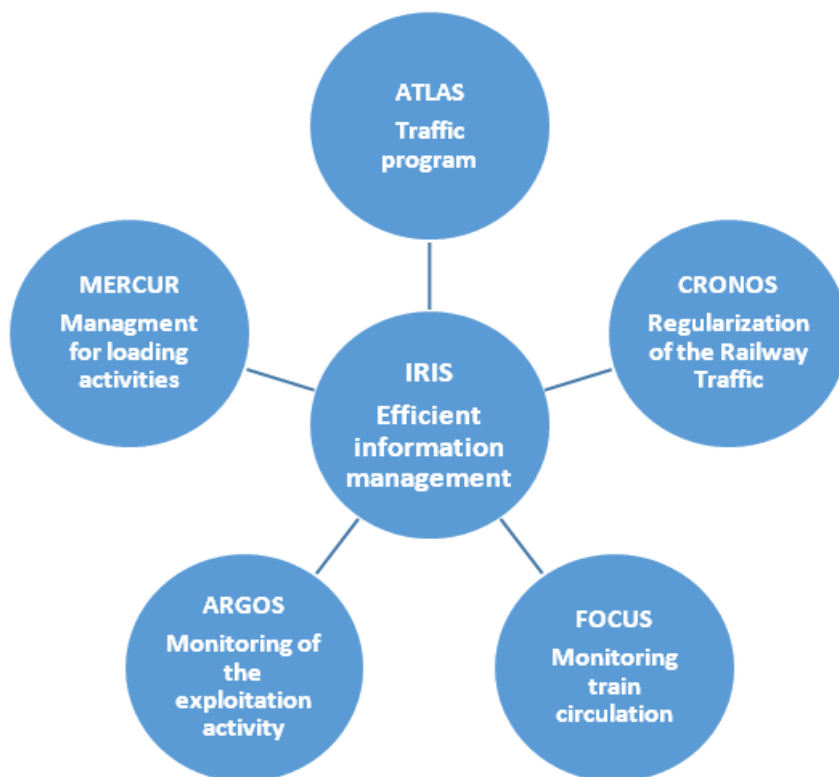 ATLAS
Traffic
program
MERCUR
Managment
for loading
activities
CRONOS
Regularization
of the Railway
Traffic
IRIS
Efficient
information
management
ARGOS
Monitoring of
the
exploitation
activity
FOCUS
Monitoring
train
circulation